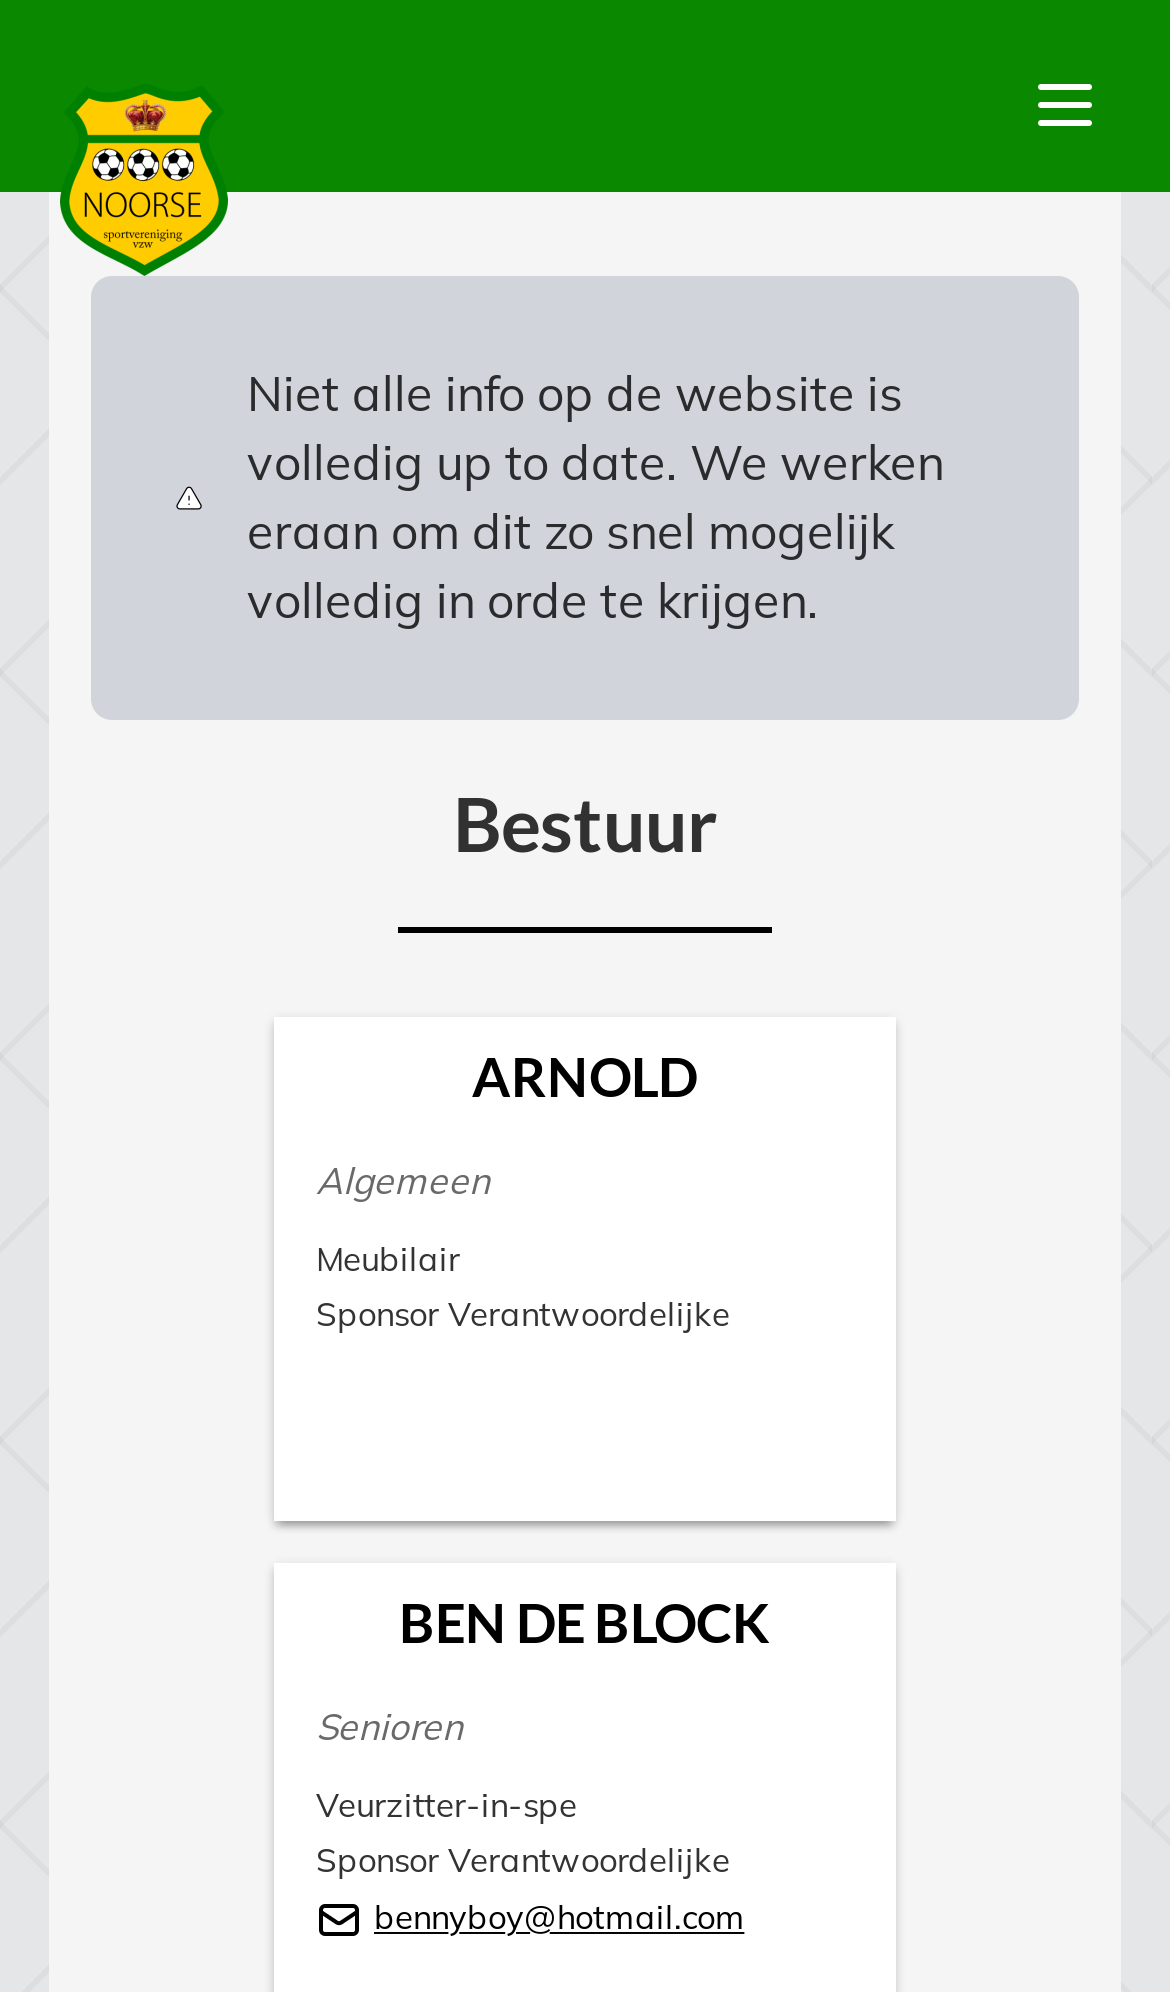 NOORSE
sportvereniging
vzw
Niet alle info op de website is
volledig up to date. We werken
eraan om dit zo snel mogelijk
volledig in orde te krijgen.
Bestuur
ARNOLD
Algemeen
Meubilair
Sponsor Verantwoordelijke
BEN DE BLOCK
Senioren
Veurzitter-in-spe
Sponsor Verantwoordelijke
bennyboy@hotmail.com